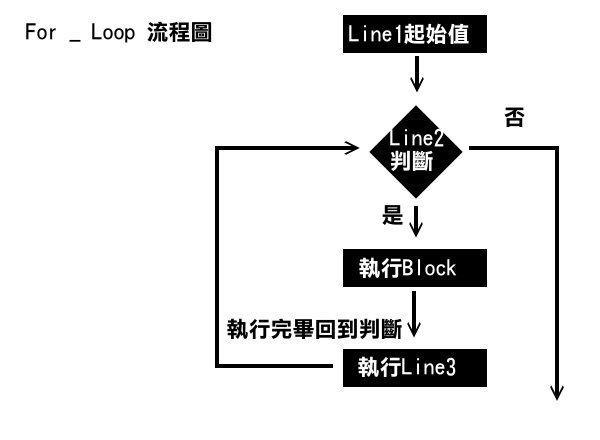 For _ Loop 流程圖
Line1起始值
Line2
判斷
否
是
執行Block
執行完畢回到判斷
執行Line3